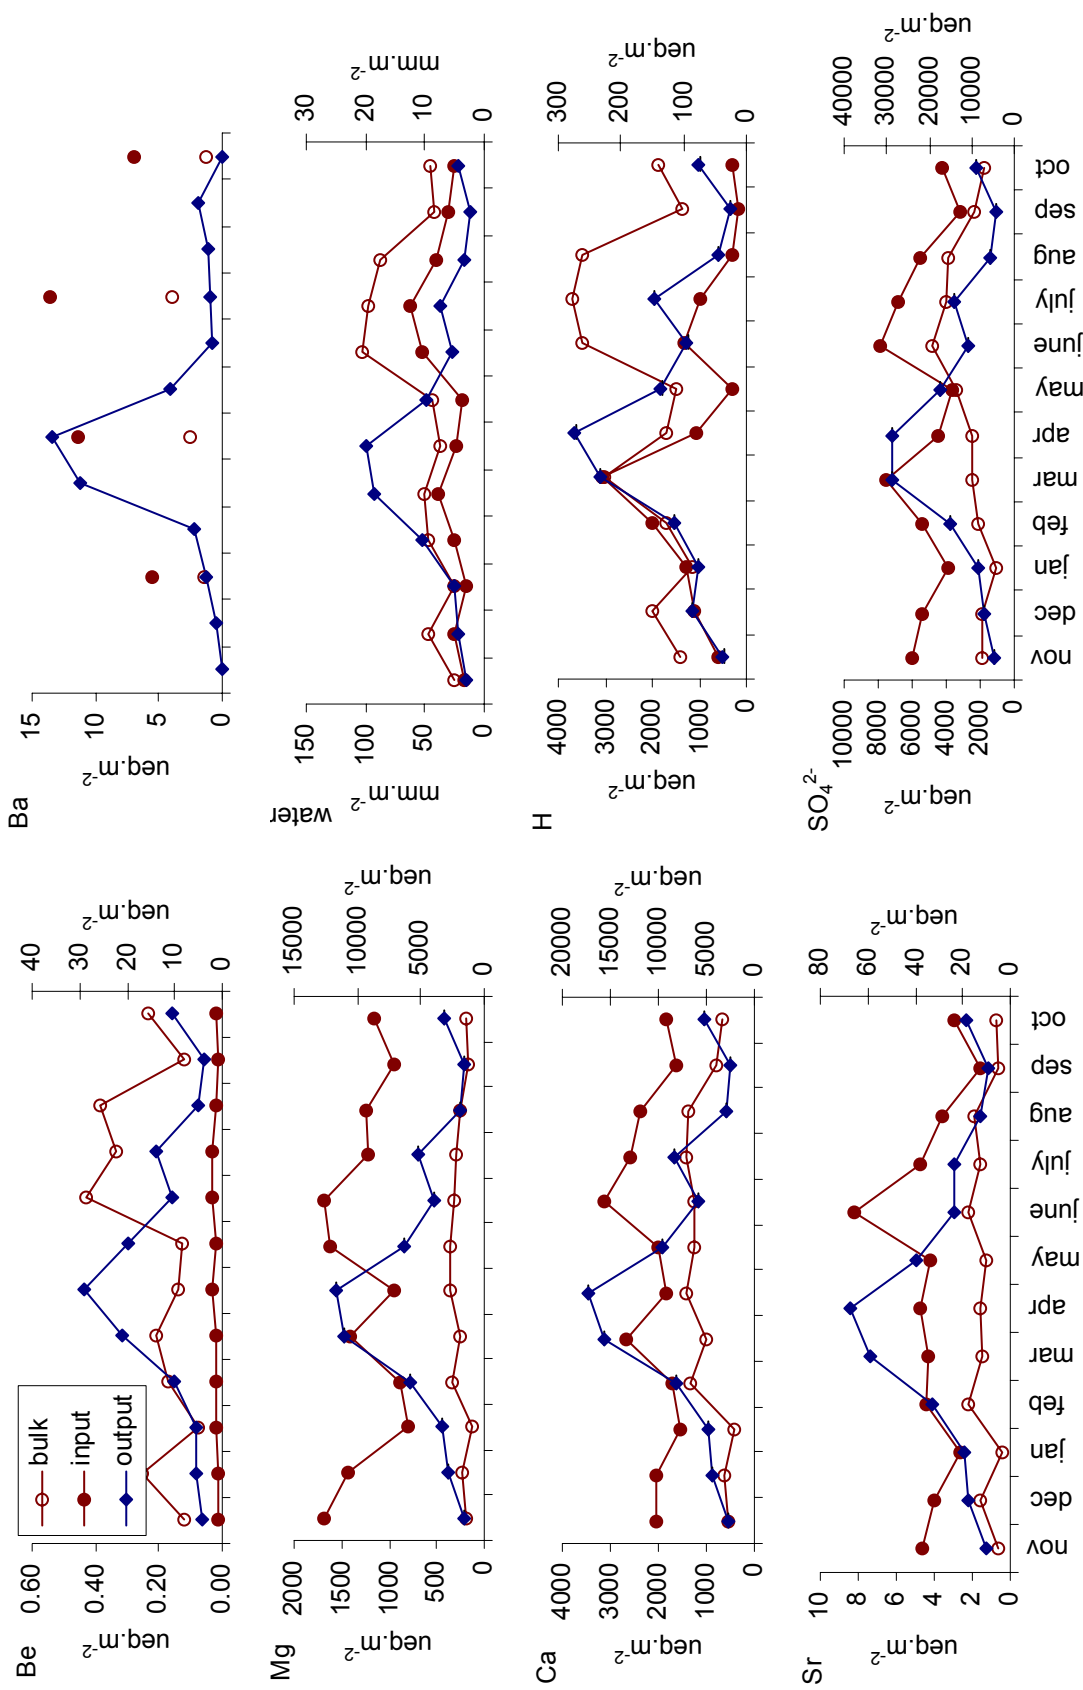 Be
ueq.m⁻²
0.60
0.40
0.20
0.00
bulk
input
output
40
30
20
10
0
ueq.m⁻²
Ba
ueq.m⁻²
15
10
5
0
Mg
ueq.m⁻²
2000
1500
1000
500
0
15000
10000
5000
0
ueq.m⁻²
water
mm.m⁻²
150
100
50
0
30
20
10
0
mm.m⁻²
Ca
ueq.m⁻²
4000
3000
2000
1000
0
20000
15000
10000
5000
0
ueq.m⁻²
H
ueq.m⁻²
4000
3000
2000
1000
0
300
200
100
0
ueq.m⁻²
Sr
ueq.m⁻²
10
8
6
4
2
0
80
60
40
20
0
ueq.m⁻²
nov dec jan feb mar apr may june july aug sep oct
SO₄²⁻
ueq.m⁻²
10000
8000
6000
4000
2000
0
40000
30000
20000
10000
0
ueq.m⁻²
nov dec jan feb mar apr may june july aug sep oct